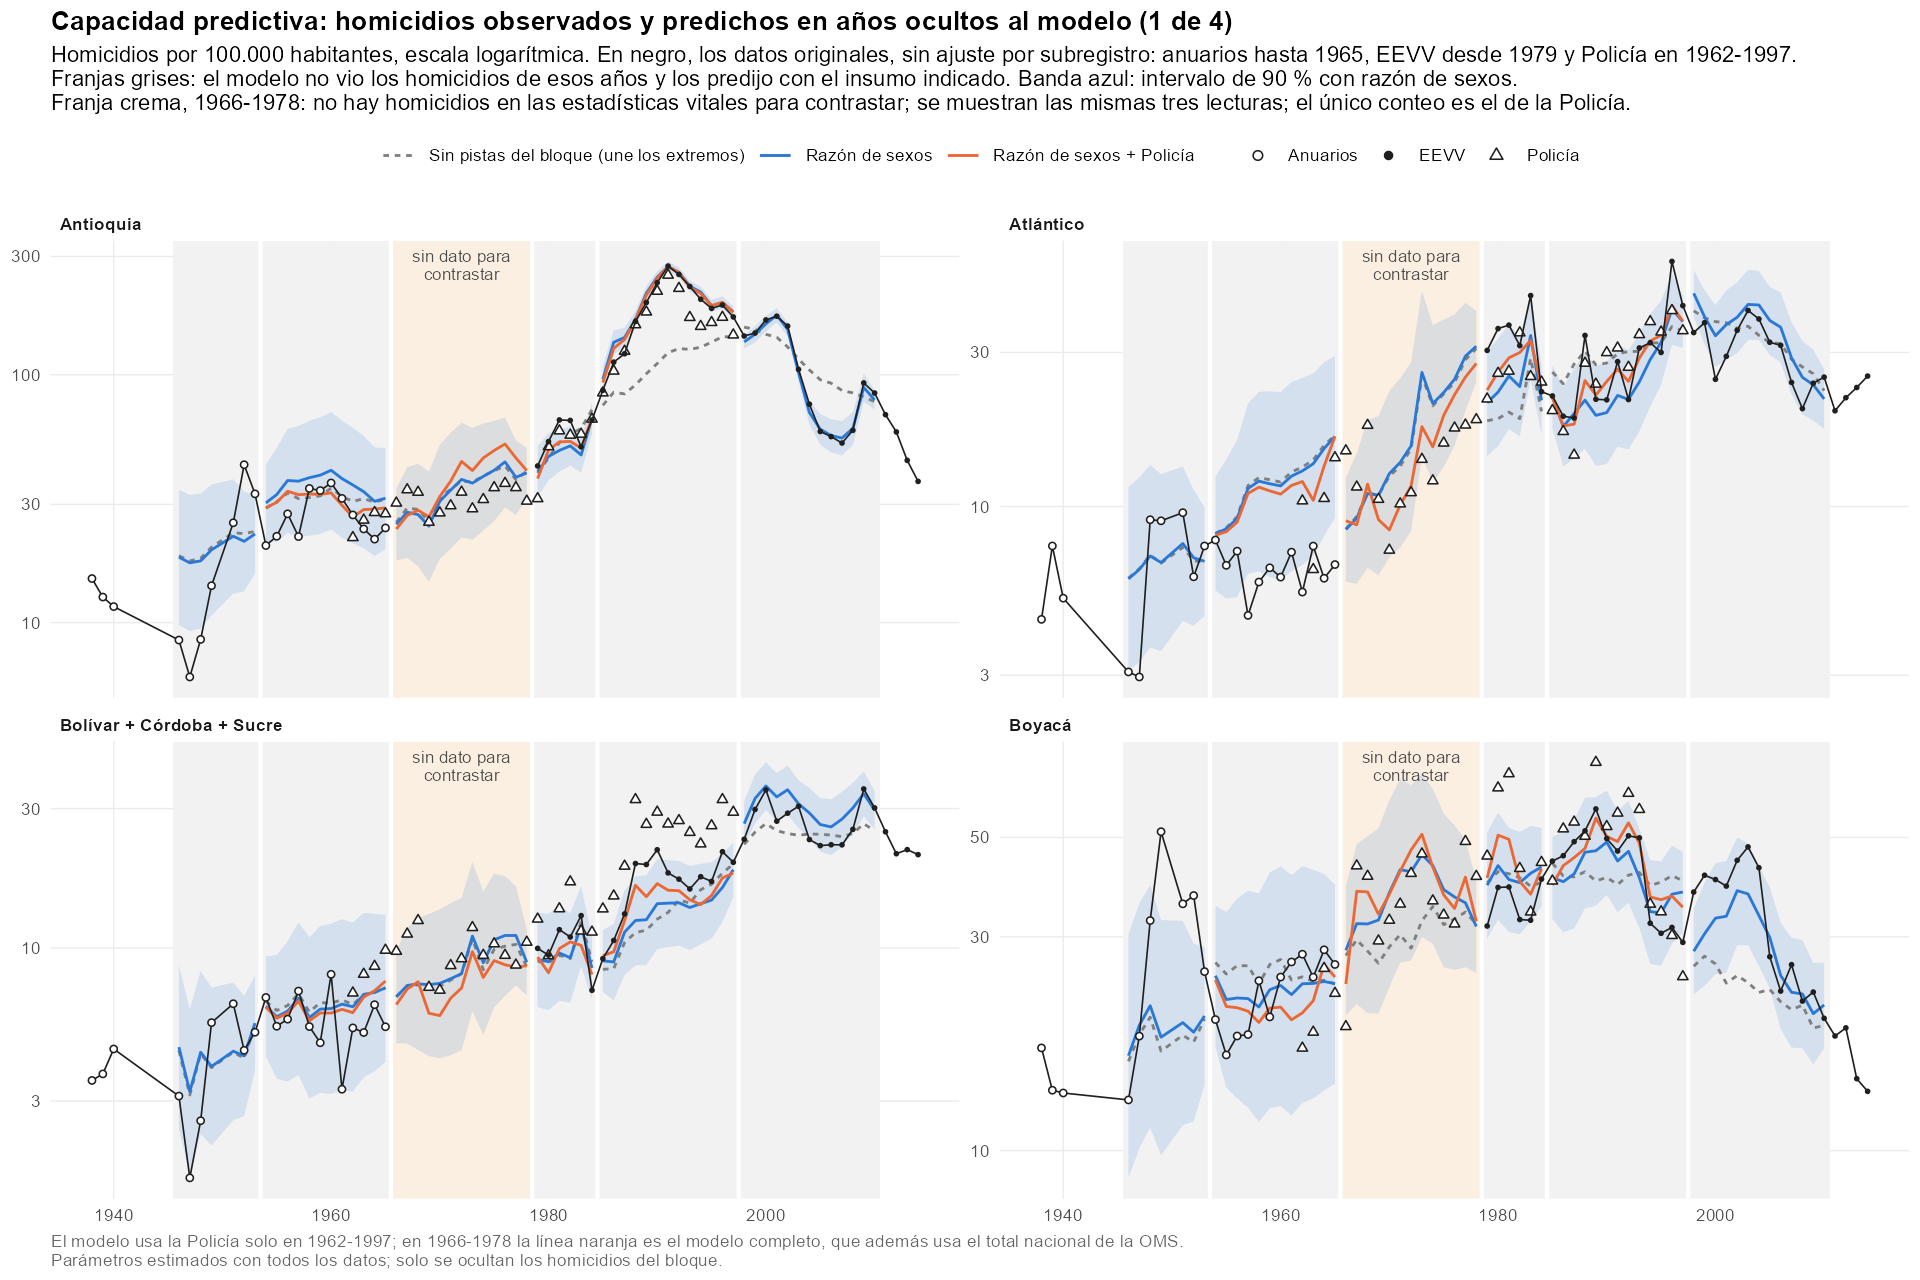 Capacidad predictiva: homicidios observados y predichos en años ocultos al modelo (1 de 4)
Homicidios por 100.000 habitantes, escala logarítmica. En negro, los datos originales, sin ajuste por subregistro: anuarios hasta 1965, EEVV desde 1979 y Policía en 1962-1997.
Franjas grises: el modelo no vio los homicidios de esos años y los predijo con el insumo indicado. Banda azul: intervalo de 90 % con razón de sexos.
Franja crema, 1966-1978: no hay homicidios en las estadísticas vitales para contrastar; se muestran las mismas tres lecturas; el único conteo es el de la Policía.
Sin pistas del bloque (une los extremos) Razón de sexos Razón de sexos + Policía Anuarios EEVV Policía
Antioquia
sin dato para
contrastar
300
100
30
10
Atlántico
sin dato para
contrastar
30
10
3
Bolívar + Córdoba + Sucre
sin dato para
contrastar
30
10
3
1940 1960 1980 2000
Boyacá
sin dato para
contrastar
50
30
10
1940 1960 1980 2000
El modelo usa la Policía solo en 1962-1997; en 1966-1978 la línea naranja es el modelo completo, que además usa el total nacional de la OMS.
Parámetros estimados con todos los datos; solo se ocultan los homicidios del bloque.